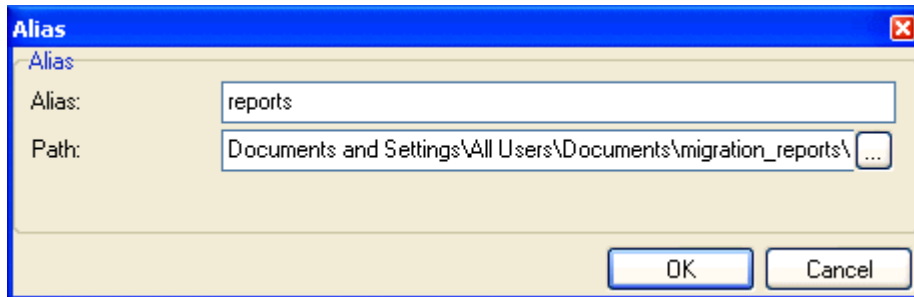 Alias
Alias
Alias: reports
Path: Documents and Settings\All Users\Documents\migration_reports\ ...
OK Cancel